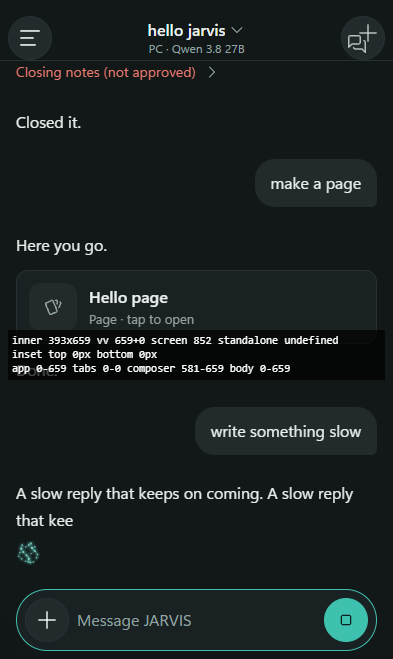 hello jarvis
PC · Qwen 3.8 27B
Closing notes (not approved)
Closed it.
make a page
Here you go.
Hello page
Page · tap to open
inner 393x659 vv 659+0 screen 852 standalone undefined
inset top 0px bottom 0px
app 0-659 tabs 0-0 composer 581-659 body 0-659
Done.
write something slow
A slow reply that keeps on coming. A slow reply
that kee
Message JARVIS